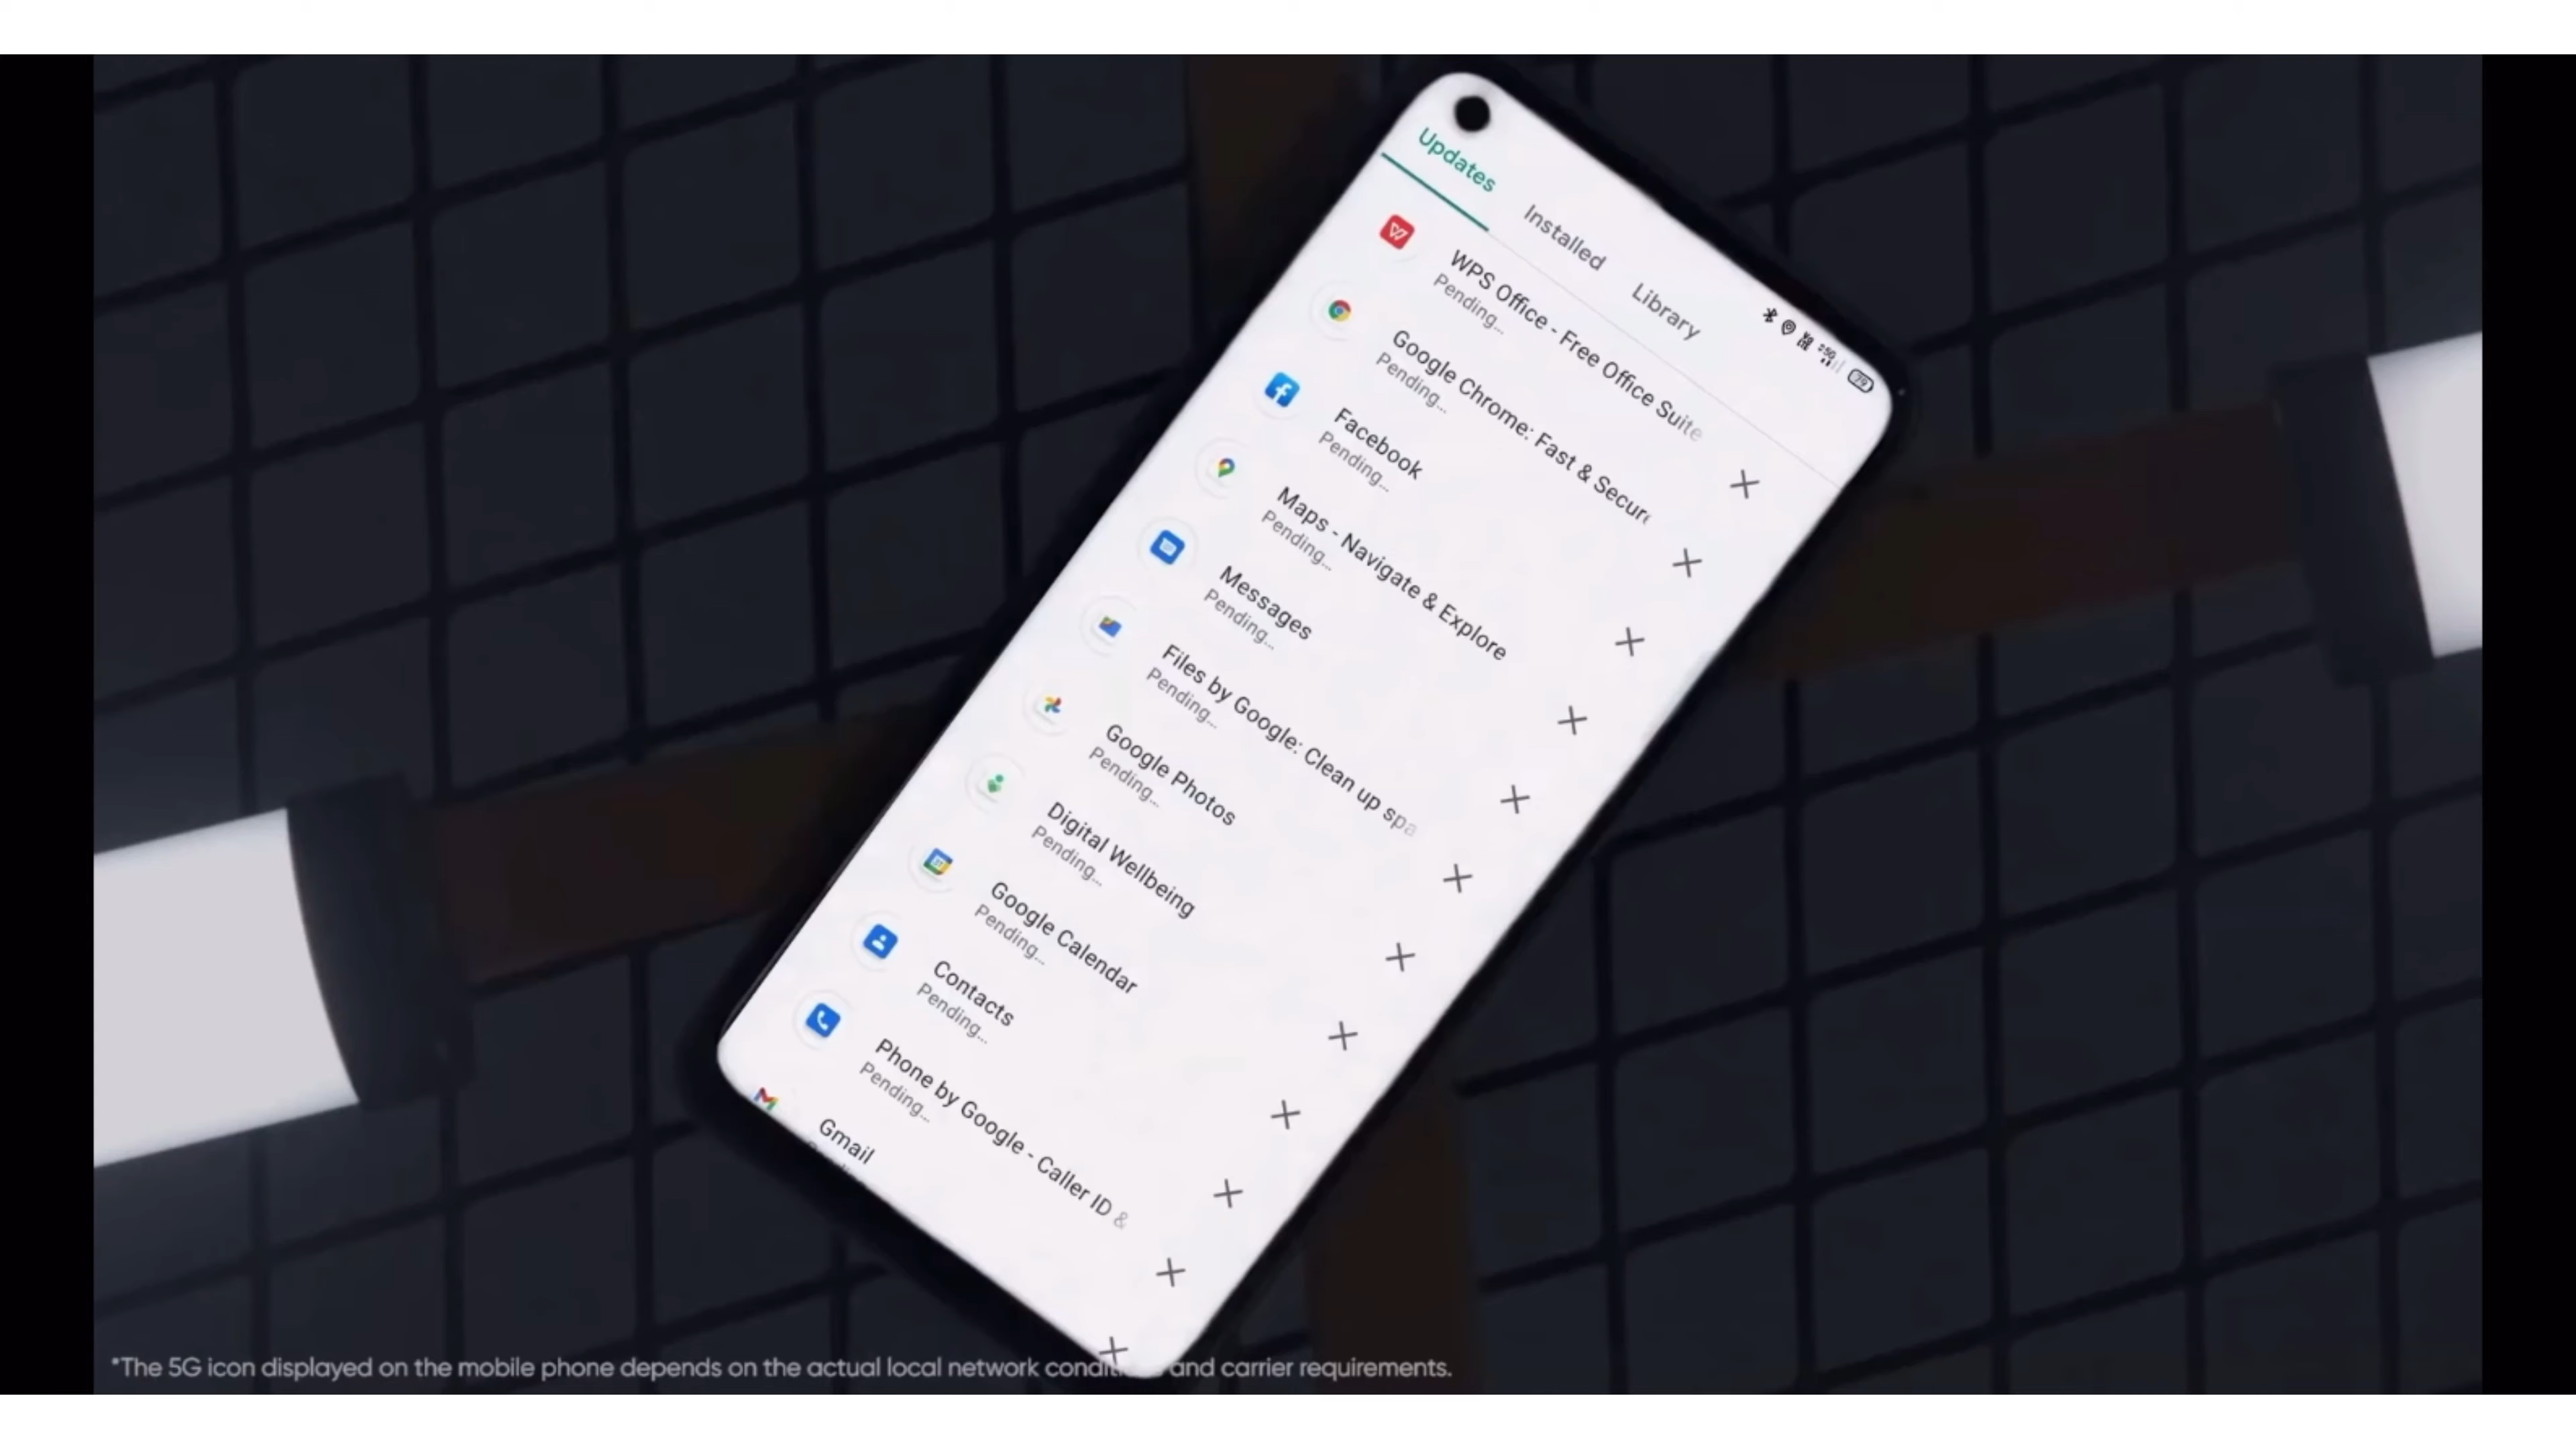 Updates
Installed
Library
5G
79
WPS Office - Free Office Suite
Pending...
Google Chrome: Fast & Secure
Pending...
Facebook
Pending...
Maps - Navigate & Explore
Pending...
Messages
Pending...
Files by Google: Clean up spa
Pending...
Google Photos
Pending...
Digital Wellbeing
Pending...
Google Calendar
Pending...
Contacts
Pending...
Phone by Google - Caller ID &
Pending...
Gmail
*The 5G icon displayed on the mobile phone depends on the actual local network and carrier requirements.